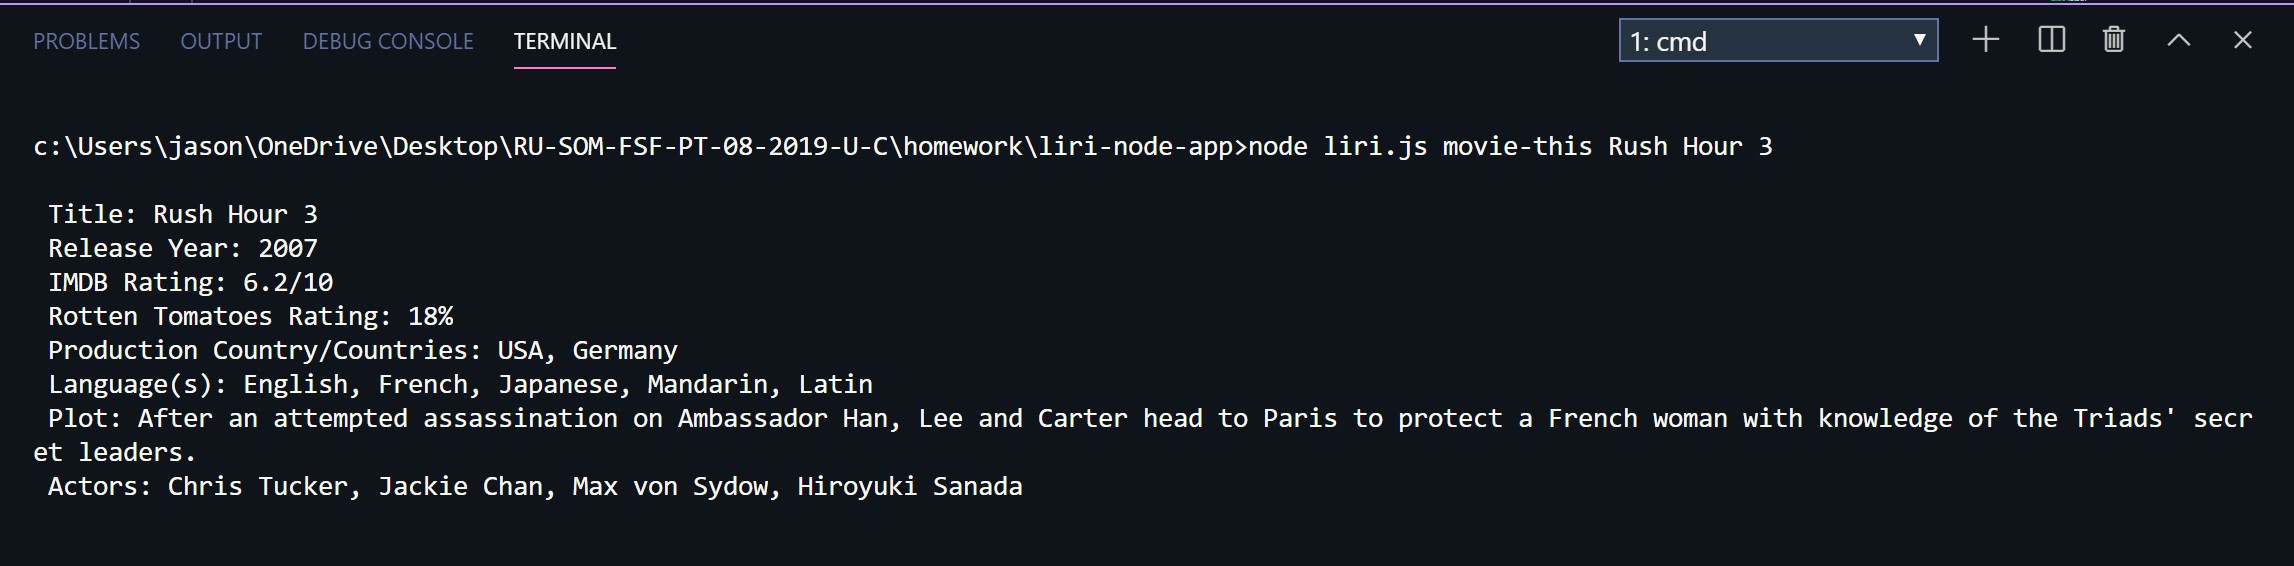 PROBLEMS OUTPUT DEBUG CONSOLE TERMINAL 1: cmd
c:\Users\jason\OneDrive\Desktop\RU-SOM-FSF-PT-08-2019-U-C\homework\liri-node-app>node liri.js movie-this Rush Hour 3
Title: Rush Hour 3
Release Year: 2007
IMDB Rating: 6.2/10
Rotten Tomatoes Rating: 18%
Production Country/Countries: USA, Germany
Language(s): English, French, Japanese, Mandarin, Latin
Plot: After an attempted assassination on Ambassador Han, Lee and Carter head to Paris to protect a French woman with knowledge of the Triads' secr
et leaders.
Actors: Chris Tucker, Jackie Chan, Max von Sydow, Hiroyuki Sanada